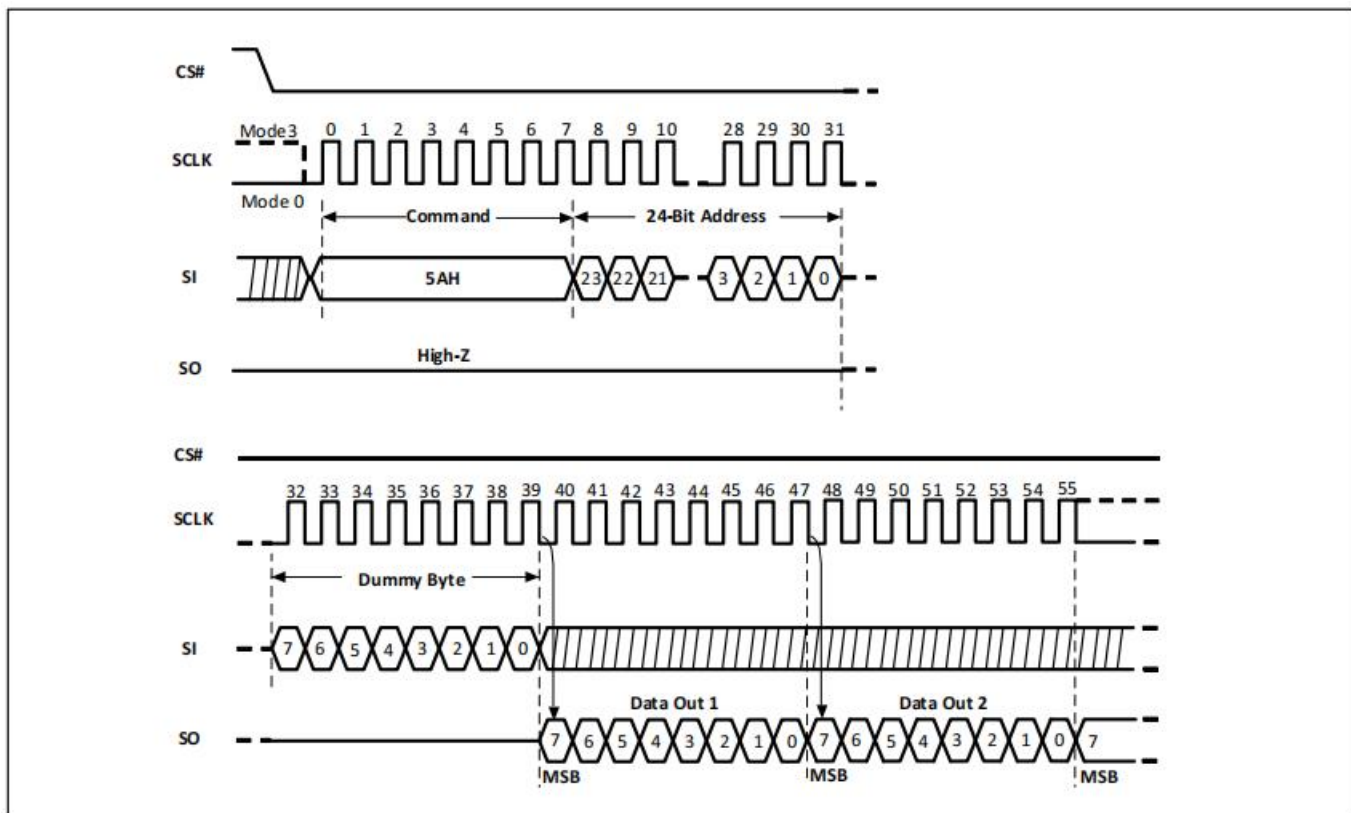 CS#
Mode3 0 1 2 3 4 5 6 7 8 9 10 28 29 30 31
SCLK
Mode 0
Command 24-Bit Address
SI 5AH 23 22 21 3 2 1 0
High-Z
SO
CS#
32 33 34 35 36 37 38 39 40 41 42 43 44 45 46 47 48 49 50 51 52 53 54 55
SCLK
Dummy Byte
SI 7 6 5 4 3 2 1 0
Data Out 1 Data Out 2
SO 7 6 5 4 3 2 1 0 7 6 5 4 3 2 1 0 7
MSB MSB MSB